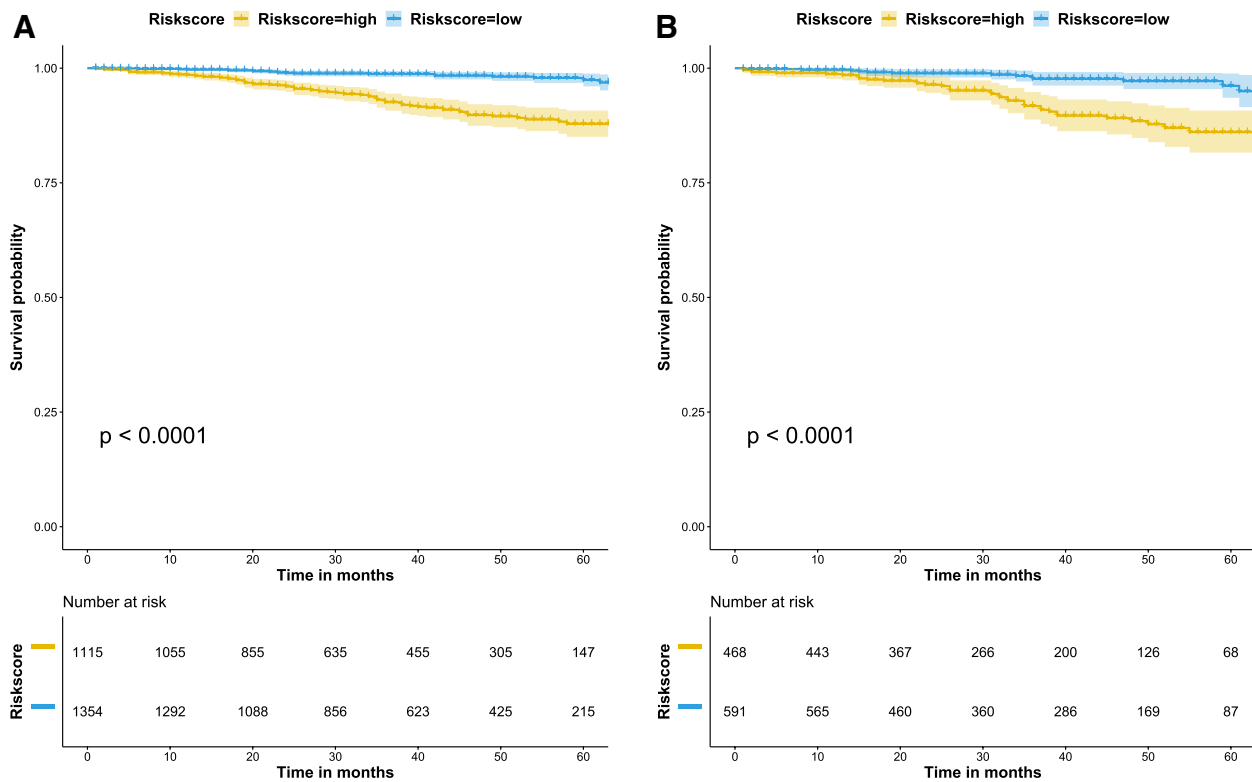 A
Riskscore Riskscore=high Riskscore=low
Survival probability
1.00
0.75
0.50
0.25
0.00
p < 0.0001
0 10 20 30 40 50 60
Time in months
Number at risk
Riskscore
1115 1055 855 635 455 305 147
1354 1292 1088 856 623 425 215
0 10 20 30 40 50 60
Time in months
B
Riskscore Riskscore=high Riskscore=low
Survival probability
1.00
0.75
0.50
0.25
0.00
p < 0.0001
0 10 20 30 40 50 60
Time in months
Number at risk
Riskscore
468 443 367 266 200 126 68
591 565 460 360 286 169 87
0 10 20 30 40 50 60
Time in months